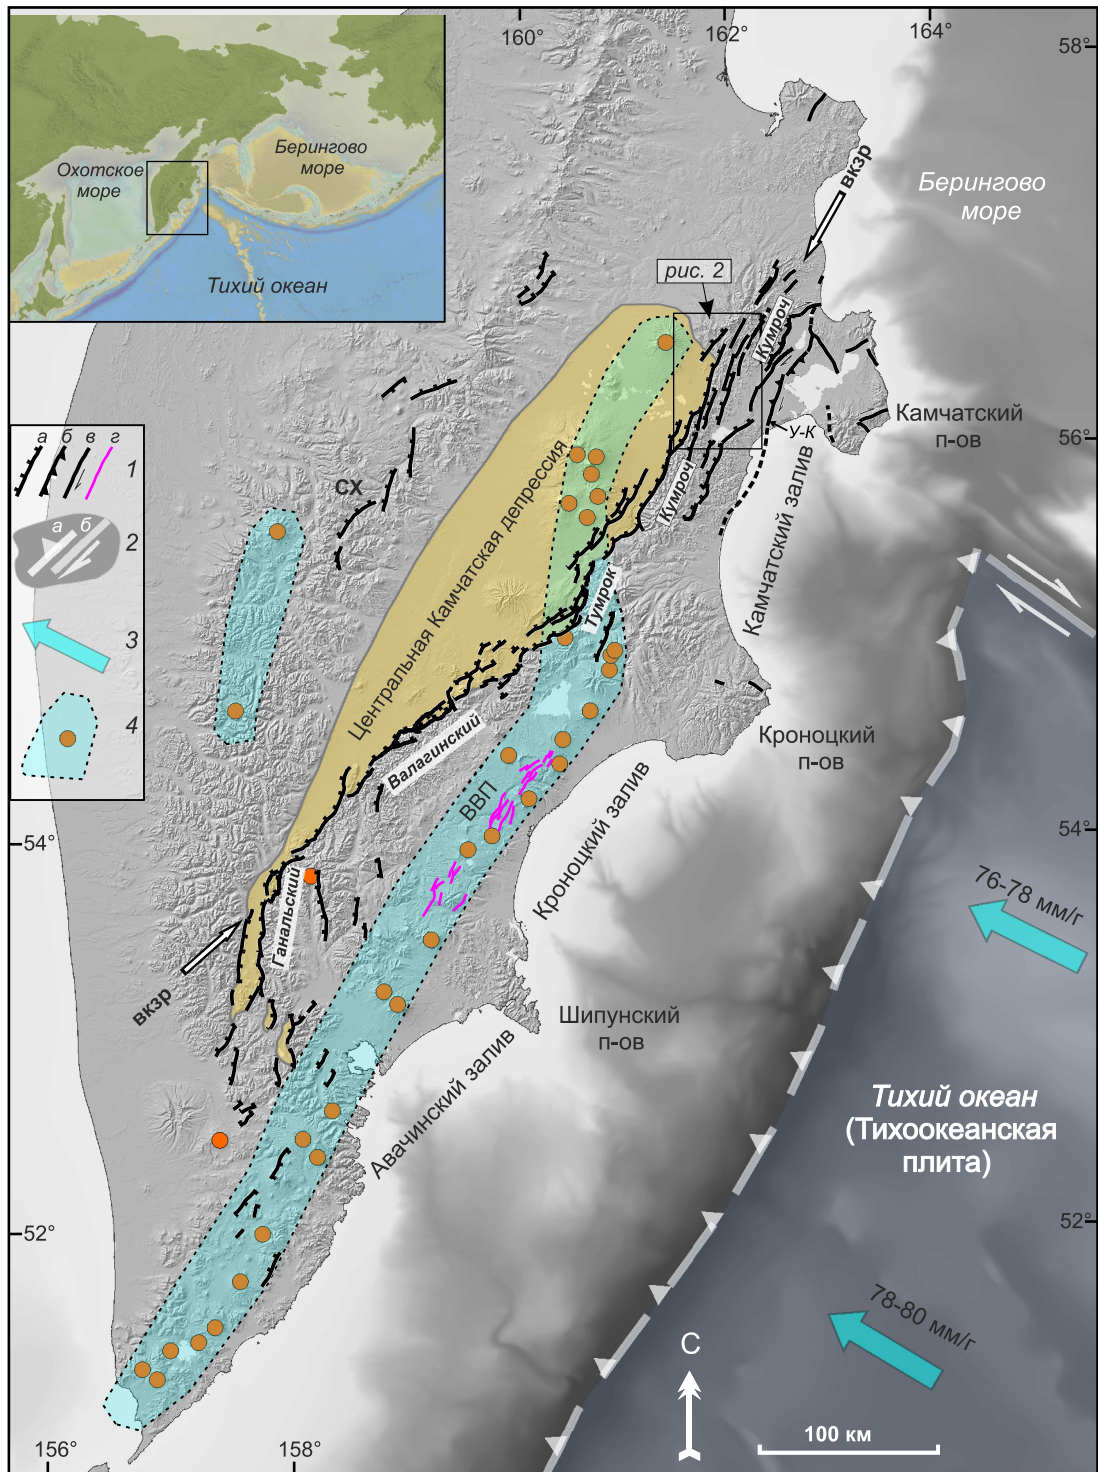 160°
162°
164°
58°
Охотское
море
Берингово
море
Тихий океан
вкзр
Берингово
море
рис. 2
Кумроч
Камчатский
п-ов
56°
У-К
Кумроч
Камчатский залив
а б в г
1
а б
2
3
4
СХ
Центральная Камчатская депрессия
Тумрок
Валагинский
ВВП
Кроноцкий
п-ов
54°
54°
Кроноцкий залив
Ганальский
76-78 мм/г
вкзр
Шипунский
п-ов
Авачинский залив
Тихий океан
(Тихоокеанская
плита)
52°
52°
78-80 мм/г
С
100 км
156°
158°